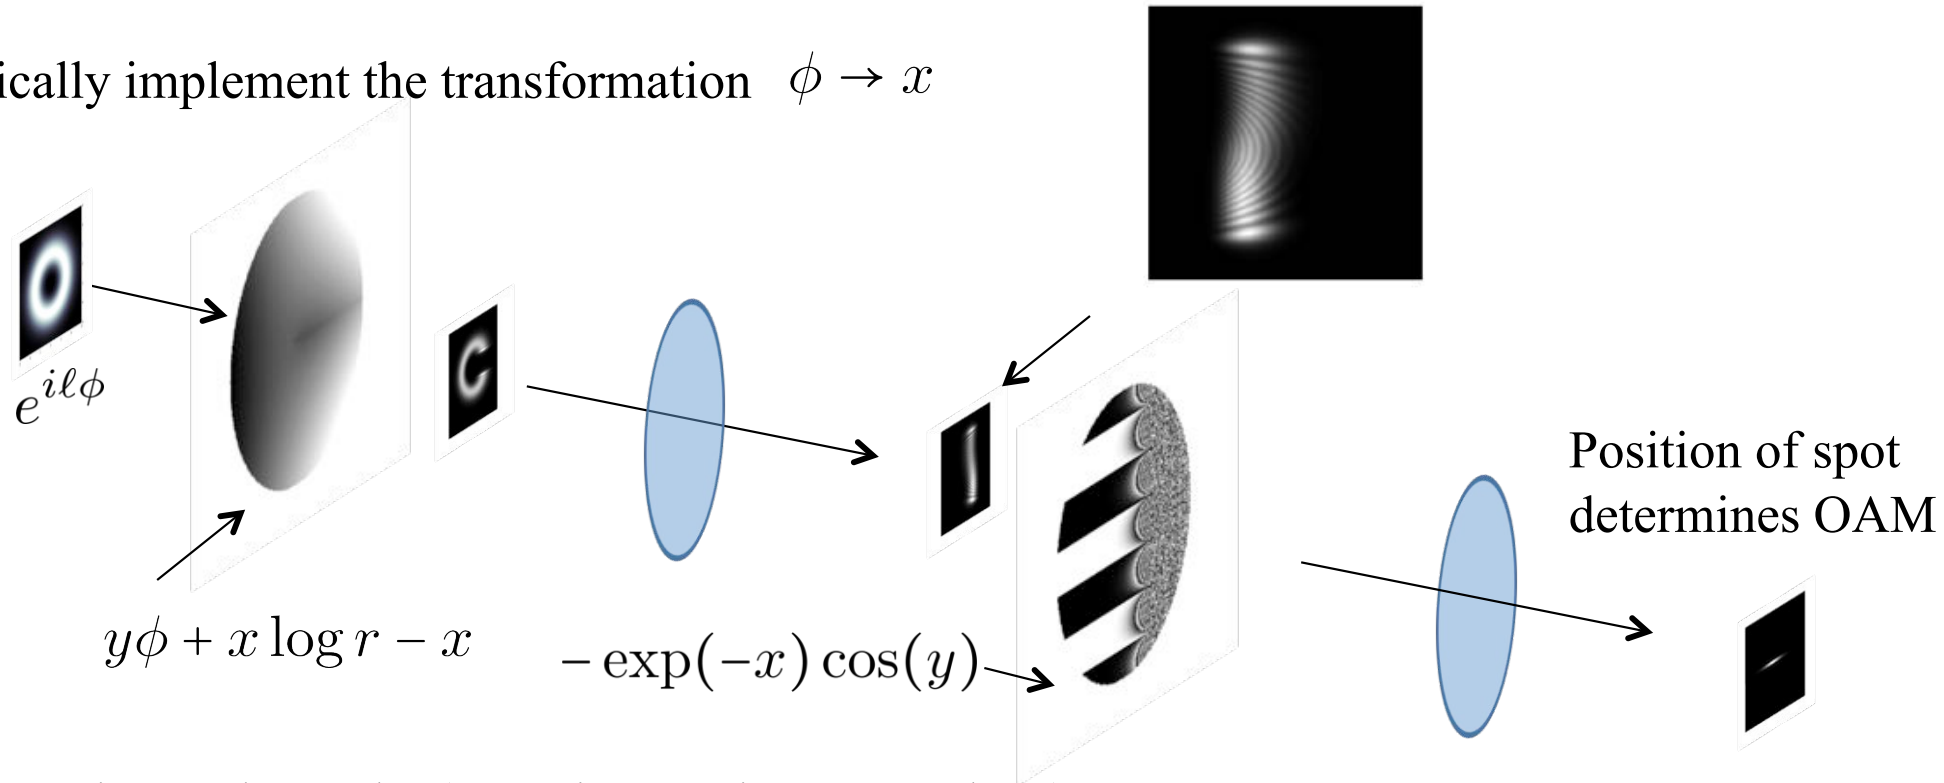 ically implement the transformation ϕ → x
e^{iℓϕ}
Position of spot
determines OAM
yϕ + x log r − x
− exp(−x) cos(y)